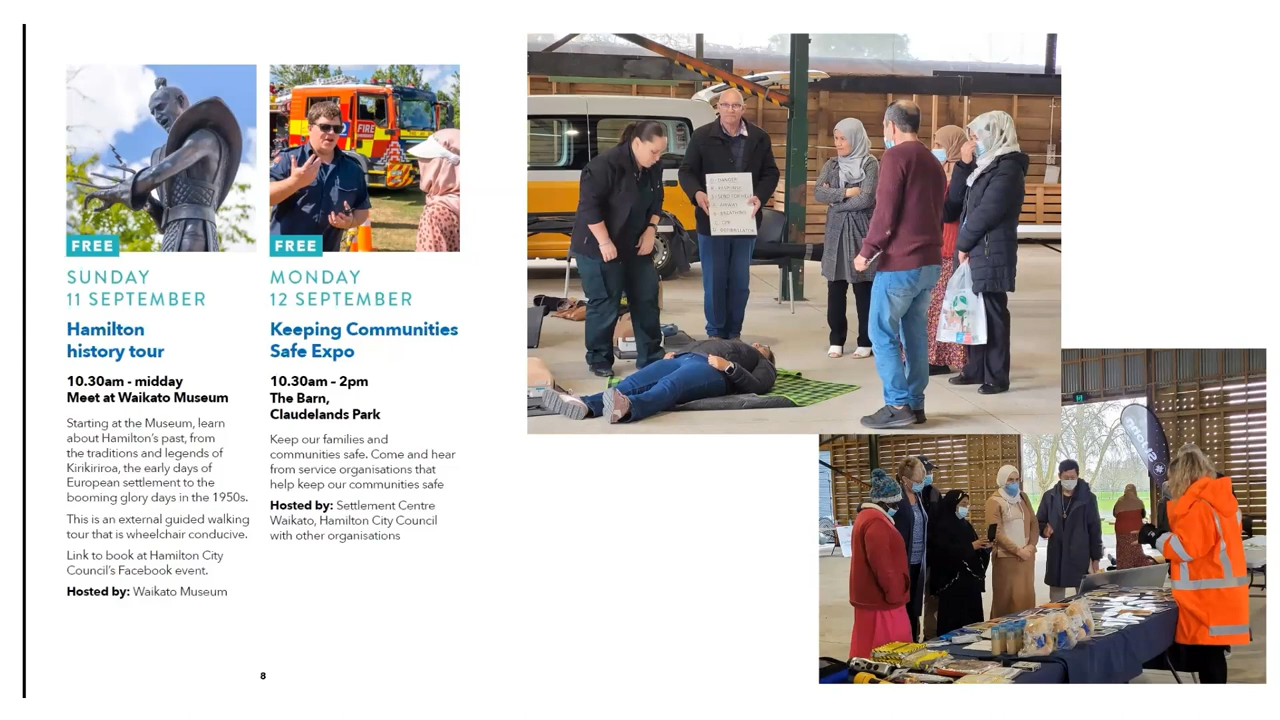 FREE
SUNDAY
11 SEPTEMBER
Hamilton
history tour
10.30am - midday
Meet at Waikato Museum
Starting at the Museum, learn
about Hamilton's past, from
the traditions and legends of
Kirikiriroa, the early days of
European settlement to the
booming glory days in the 1950s.
This is an external guided walking
tour that is wheelchair conducive.
Link to book at Hamilton City
Council's Facebook event.
Hosted by: Waikato Museum
FIRE
FREE
MONDAY
12 SEPTEMBER
Keeping Communities
Safe Expo
10.30am – 2pm
The Barn,
Claudelands Park
Keep our families and
communities safe. Come and hear
from service organisations that
help keep our communities safe
Hosted by: Settlement Centre
Waikato, Hamilton City Council
with other organisations
8
D - DANGER
R - RESPONSE
S - SEND FOR HELP
A - AIRWAY
B - BREATHING
C - CPR
D - DEFIBRILLATOR